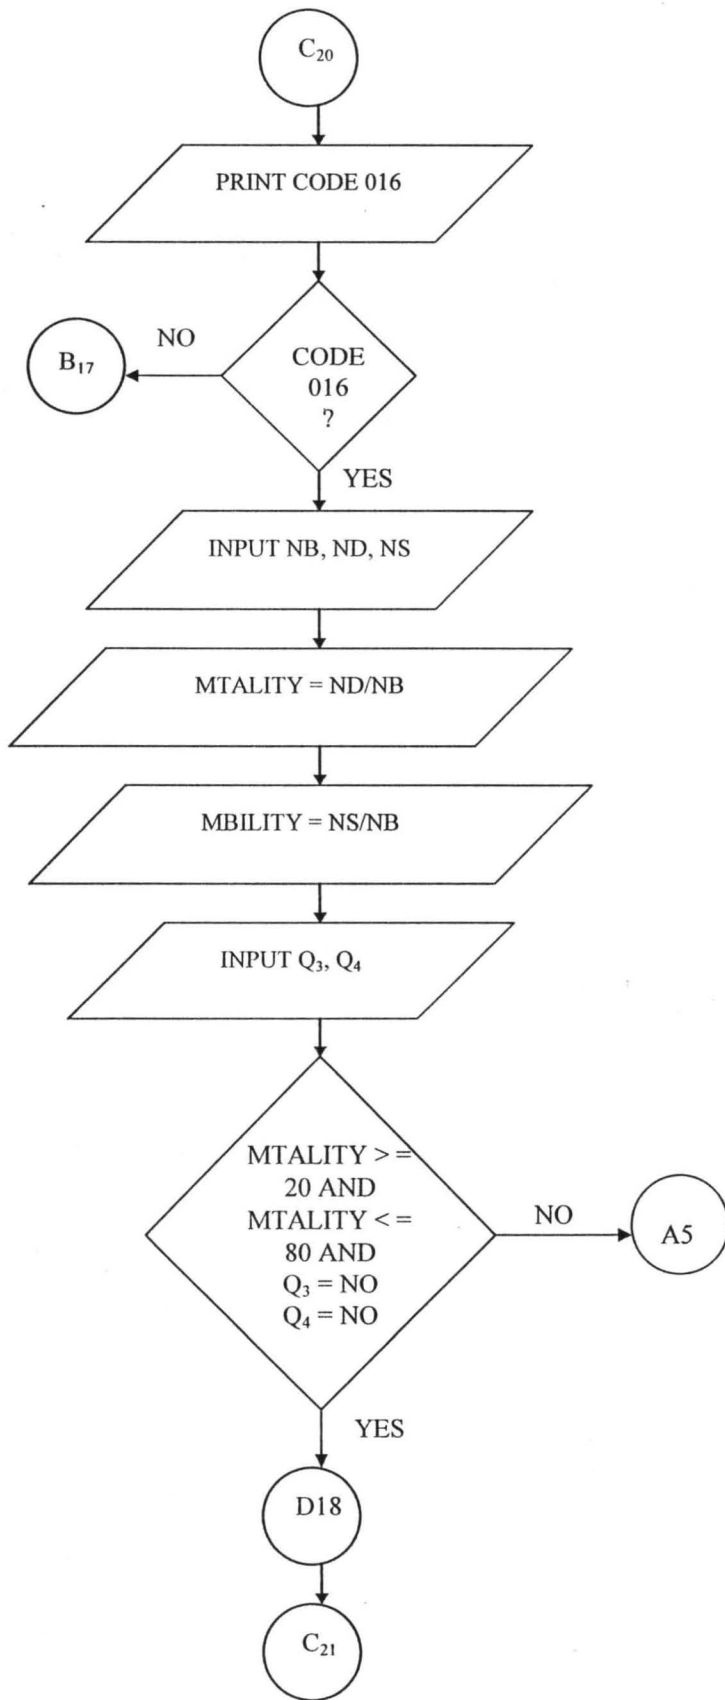 C₂₀
PRINT CODE 016
NO
B₁₇
CODE
016
?
YES
INPUT NB, ND, NS
MTALITY = ND/NB
MBILITY = NS/NB
INPUT Q₃, Q₄
MTALITY > =
20 AND
MTALITY < =
80 AND
Q₃ = NO
Q₄ = NO
NO
A5
YES
D18
C₂₁